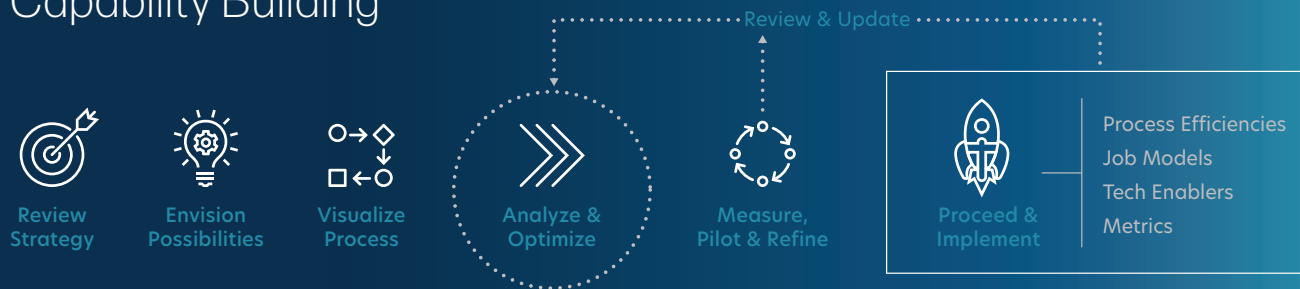 Capability Building
Review & Update
Review
Strategy
Envision
Possibilities
Visualize
Process
Analyze &
Optimize
Measure,
Pilot & Refine
Proceed &
Implement
Process Efficiencies
Job Models
Tech Enablers
Metrics